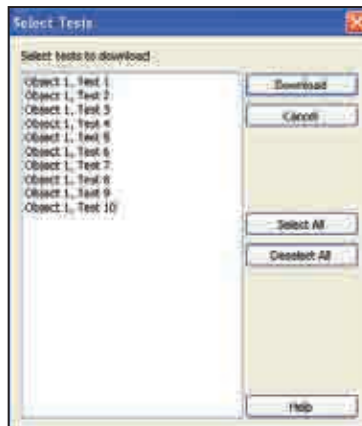 Select Tests
Select tests to download
Object 1, Test 1
Object 1, Test 2
Object 1, Test 3
Object 1, Test 4
Object 1, Test 5
Object 1, Test 6
Object 1, Test 7
Object 1, Test 8
Object 1, Test 9
Object 1, Test 10
Download
Cancel
Select All
Deselect All
Help